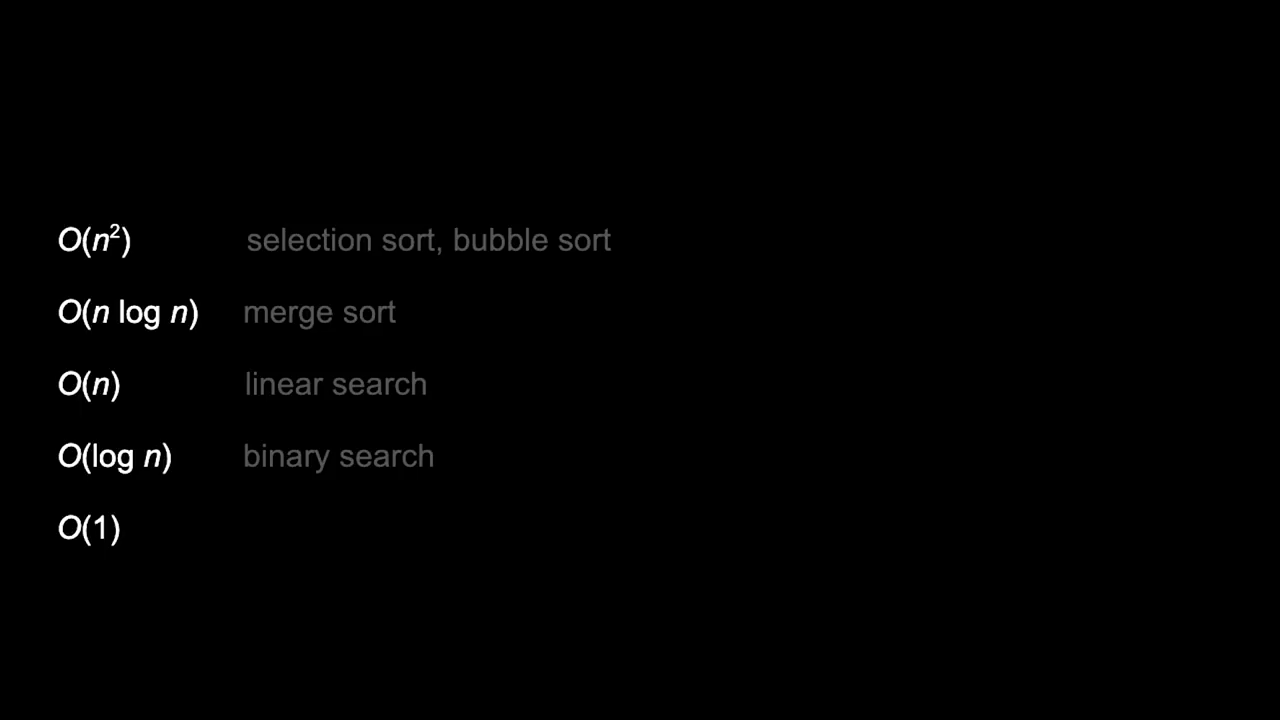 O(n²) selection sort, bubble sort
O(n log n) merge sort
O(n) linear search
O(log n) binary search
O(1)